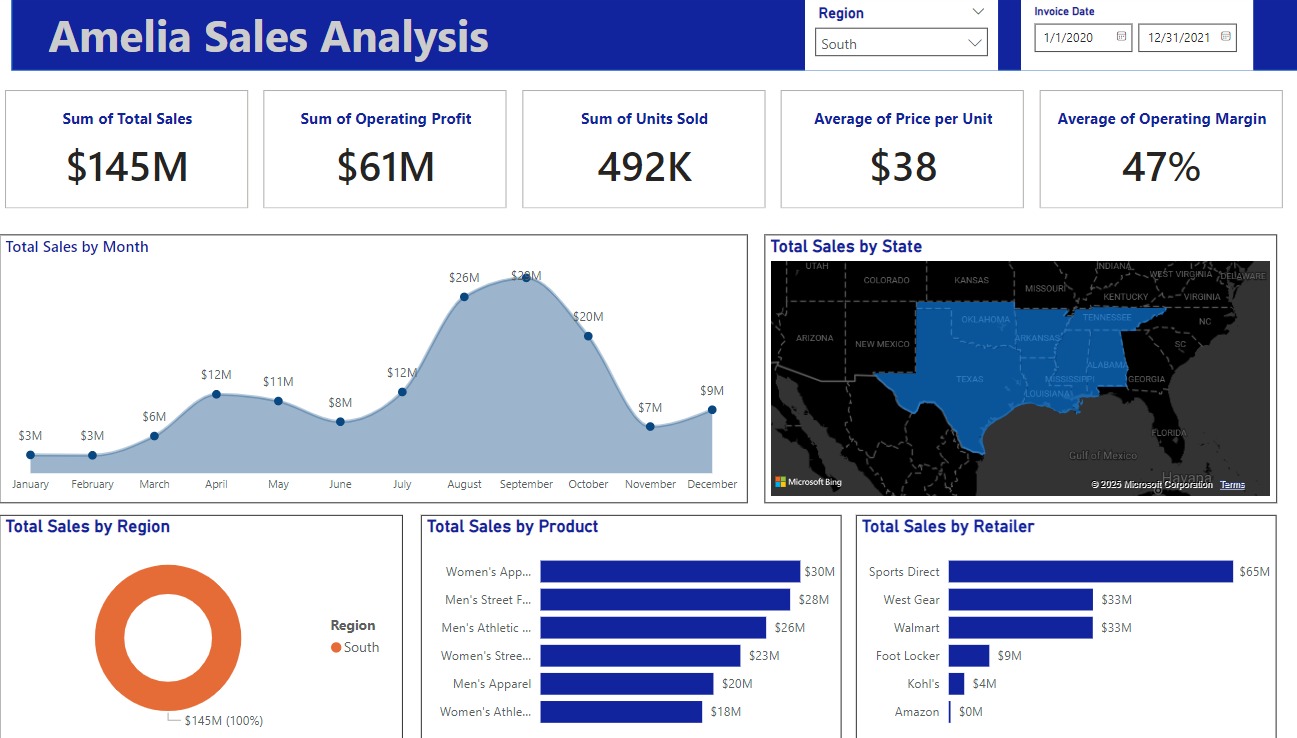 Amelia Sales Analysis
Region
South
Invoice Date
1/1/2020
12/31/2021
Sum of Total Sales
$145M
Sum of Operating Profit
$61M
Sum of Units Sold
492K
Average of Price per Unit
$38
Average of Operating Margin
47%
Total Sales by Month
$3M
$3M
$6M
$12M
$11M
$8M
$12M
$26M
$20M
$7M
$9M
January
February
March
April
May
June
July
August
September
October
November
December
Total Sales by State
UTAH
COLORADO
KANSAS
MISSOURI
INDIANA
WEST VIRGINIA
DELAWARE
KENTUCKY
VIRGINIA
ARIZONA
NEW MEXICO
OKLAHOMA
ARKANSAS
TENNESSEE
NC
SC
TEXAS
MISSISSIPPI
ALABAMA
GEORGIA
LOUISIANA
FLORIDA
Gulf of Mexico
Havana
Microsoft Bing
© 2025 Microsoft Corporation
Terms
Total Sales by Region
Region
South
$145M (100%)
Total Sales by Product
Women's App... $30M
Men's Street F... $28M
Men's Athletic ... $26M
Women's Stree... $23M
Men's Apparel $20M
Women's Athle... $18M
Total Sales by Retailer
Sports Direct $65M
West Gear $33M
Walmart $33M
Foot Locker $9M
Kohl's $4M
Amazon $0M